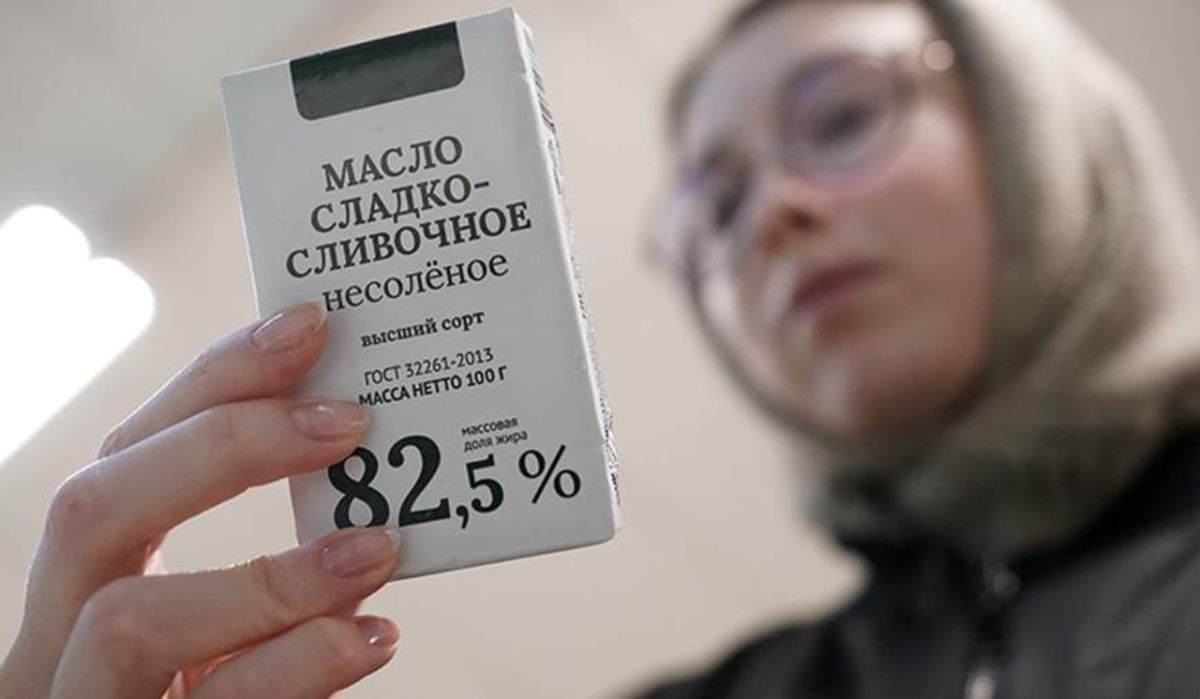 МАСЛО
СЛАДКО-
СЛИВОЧНОЕ
несолёное
высший сорт
ГОСТ 32261-2013
МАССА НЕТТО 100 Г
массовая
доля жира
82,5 %